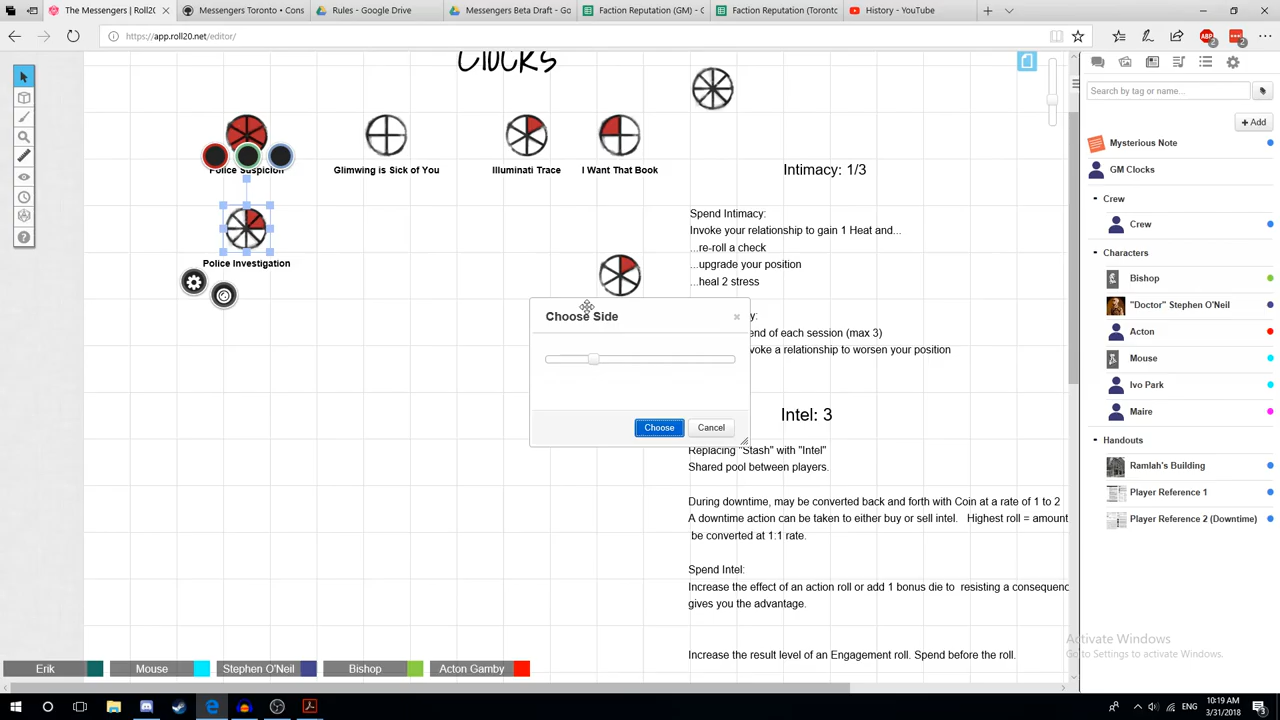 The Messengers | Roll20
Messengers Toronto • Cons
Rules - Google Drive
Messengers Beta Draft - Go
Faction Reputation (GM) - G
Faction Reputation (Toronto
History - YouTube
https://app.roll20.net/editor/
2
2
Clocks
Search by tag or name...
+ Add
Mysterious Note
GM Clocks
Crew
Crew
Characters
Bishop
"Doctor" Stephen O'Neil
Acton
Mouse
Ivo Park
Maire
Handouts
Ramlah's Building
Player Reference 1
Player Reference 2 (Downtime)
Police Suspicion
Glimwing is Sick of You
Illuminati Trace
I Want That Book
Police Investigation
Intimacy: 1/3
Spend Intimacy:
Invoke your relationship to gain 1 Heat and...
...re-roll a check
...upgrade your position
...heal 2 stress
y:
end of each session (max 3)
voke a relationship to worsen your position
Choose Side
Choose
Cancel
Intel: 3
Replacing "Stash" with "Intel"
Shared pool between players.
During downtime, may be converted back and forth with Coin at a rate of 1 to 2
A downtime action can be taken to either buy or sell intel. Highest roll = amount
be converted at 1:1 rate.
Spend Intel:
Increase the effect of an action roll or add 1 bonus die to resisting a consequenc
gives you the advantage.
Increase the result level of an Engagement roll. Spend before the roll.
Activate Windows
Go to Settings to activate Windows.
Erik
Mouse
Stephen O'Neil
Bishop
Acton Gamby
ENG
10:19 AM
3/31/2018
3